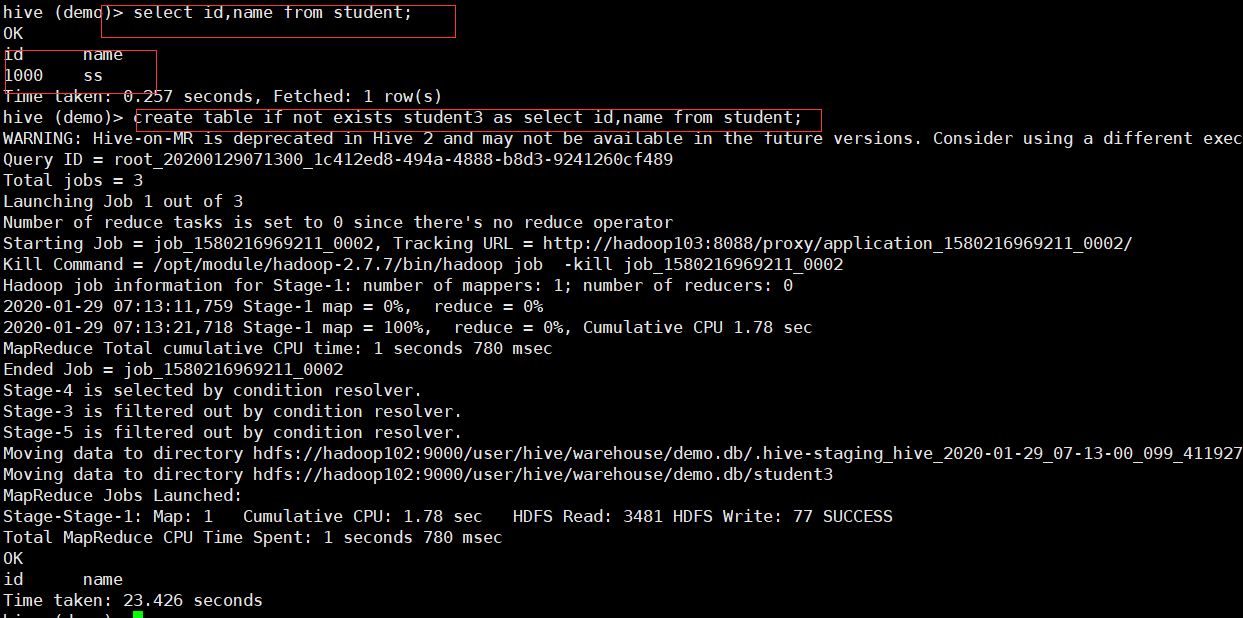 hive (demo)> select id,name from student;
OK
id      name
1000    ss
Time taken: 0.257 seconds, Fetched: 1 row(s)
hive (demo)> create table if not exists student3 as select id,name from student;
WARNING: Hive-on-MR is deprecated in Hive 2 and may not be available in the future versions. Consider using a different exec
Query ID = root_20200129071300_1c412ed8-494a-4888-b8d3-9241260cf489
Total jobs = 3
Launching Job 1 out of 3
Number of reduce tasks is set to 0 since there's no reduce operator
Starting Job = job_1580216969211_0002, Tracking URL = http://hadoop103:8088/proxy/application_1580216969211_0002/
Kill Command = /opt/module/hadoop-2.7.7/bin/hadoop job  -kill job_1580216969211_0002
Hadoop job information for Stage-1: number of mappers: 1; number of reducers: 0
2020-01-29 07:13:11,759 Stage-1 map = 0%,  reduce = 0%
2020-01-29 07:13:21,718 Stage-1 map = 100%,  reduce = 0%, Cumulative CPU 1.78 sec
MapReduce Total cumulative CPU time: 1 seconds 780 msec
Ended Job = job_1580216969211_0002
Stage-4 is selected by condition resolver.
Stage-3 is filtered out by condition resolver.
Stage-5 is filtered out by condition resolver.
Moving data to directory hdfs://hadoop102:9000/user/hive/warehouse/demo.db/.hive-staging_hive_2020-01-29_07-13-00_099_411927
Moving data to directory hdfs://hadoop102:9000/user/hive/warehouse/demo.db/student3
MapReduce Jobs Launched:
Stage-Stage-1: Map: 1   Cumulative CPU: 1.78 sec   HDFS Read: 3481 HDFS Write: 77 SUCCESS
Total MapReduce CPU Time Spent: 1 seconds 780 msec
OK
id      name
Time taken: 23.426 seconds